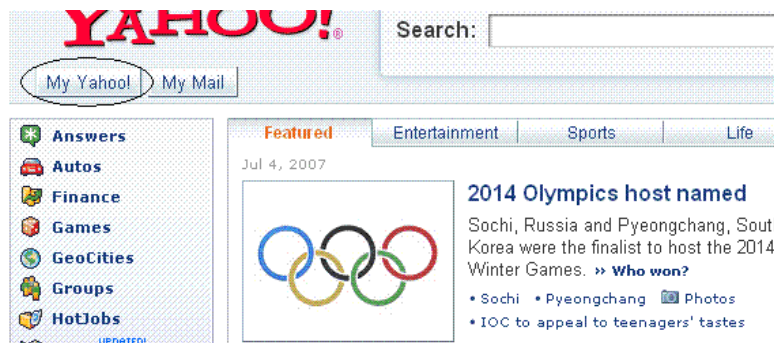 YAHOO!®
Search:
My Yahoo! My Mail
Answers
Autos
Finance
Games
GeoCities
Groups
HotJobs
UPDATED!
Featured Entertainment Sports Life
Jul 4, 2007
2014 Olympics host named
Sochi, Russia and Pyeongchang, Sout
Korea were the finalist to host the 2014
Winter Games. » Who won?
• Sochi • Pyeongchang Photos
• IOC to appeal to teenagers' tastes